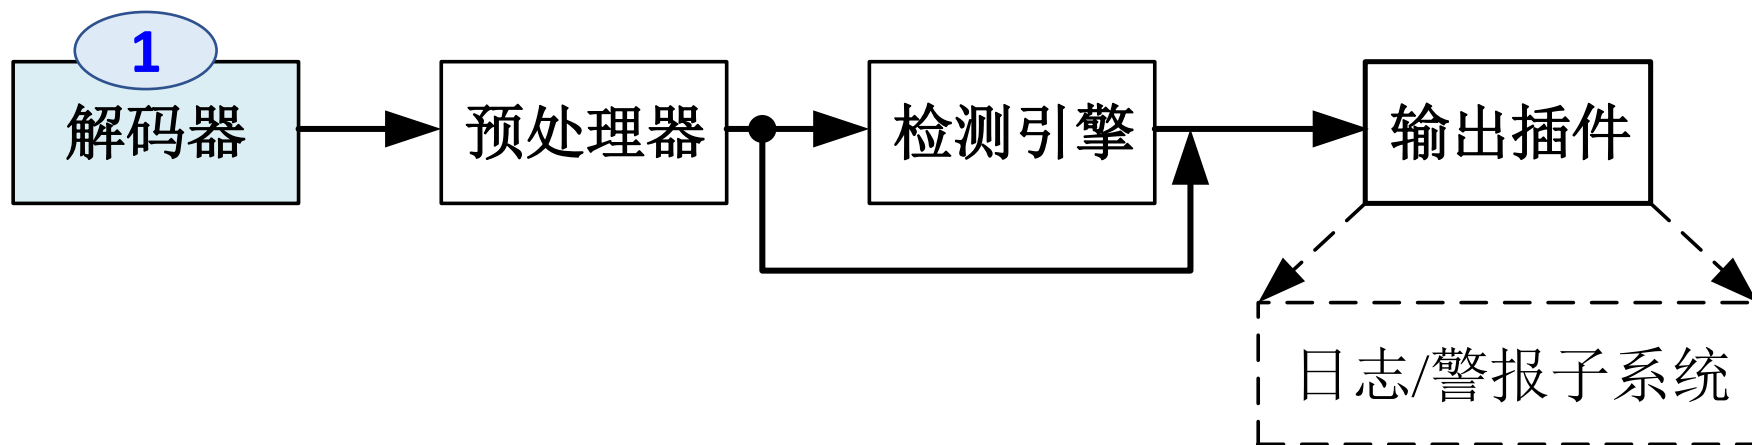 1
解码器
预处理器
检测引擎
输出插件
日志/警报子系统